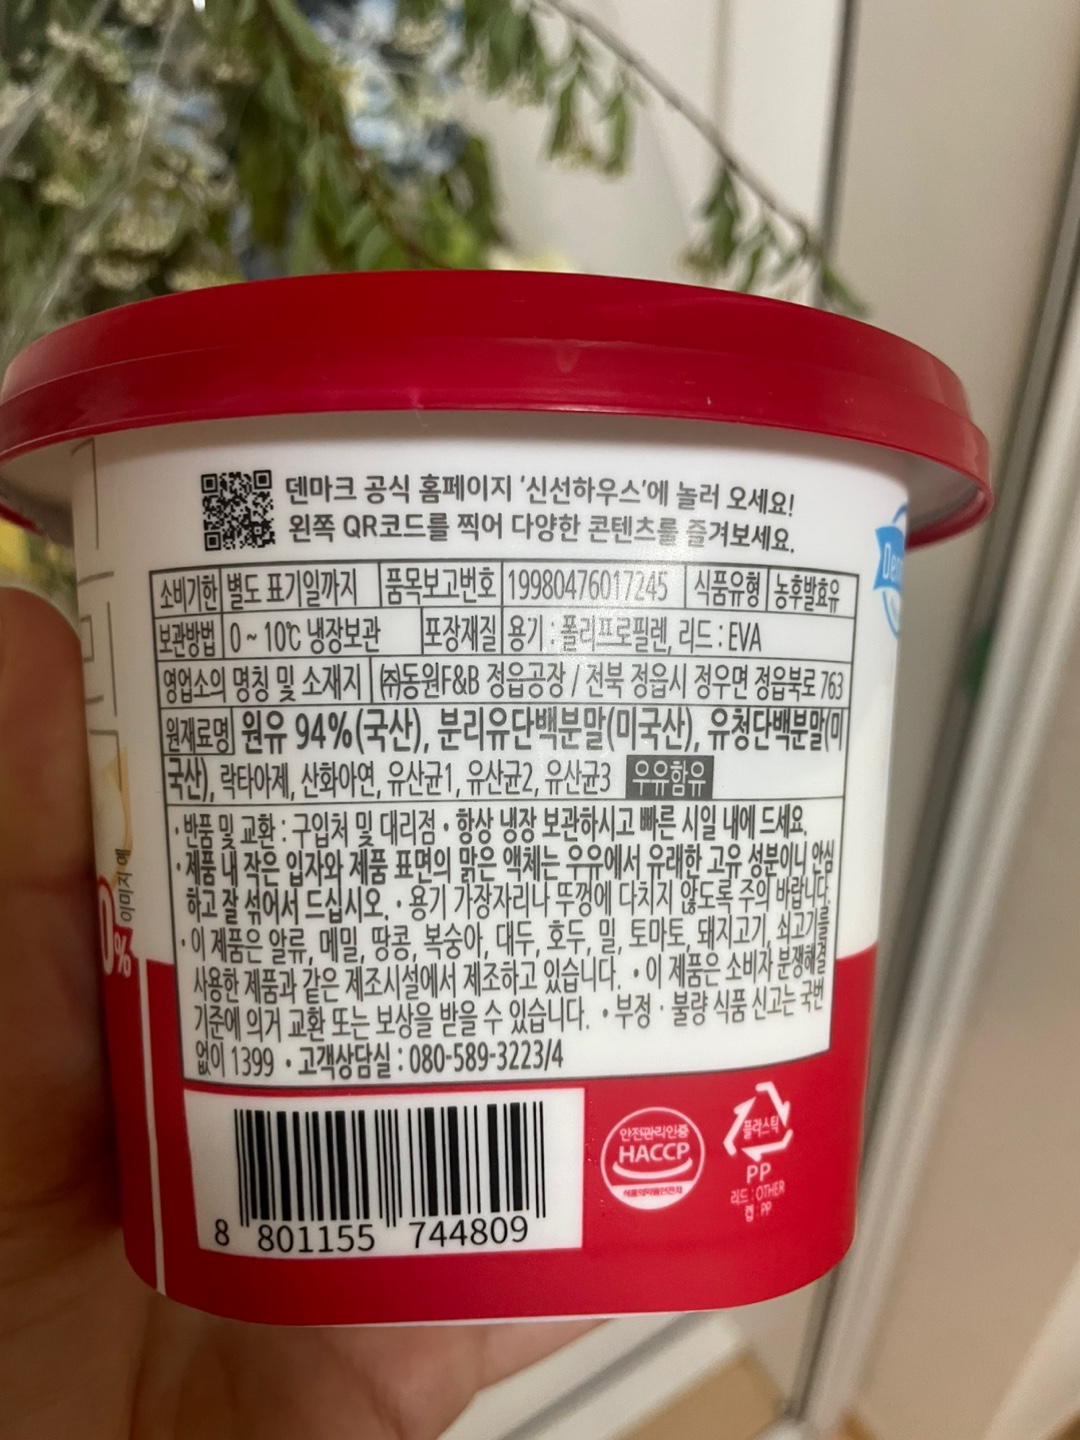 덴마크 공식 홈페이지 '신선하우스'에 놀러 오세요!
왼쪽 QR코드를 찍어 다양한 콘텐츠를 즐겨보세요.
소비기한 별도 표기일까지 품목보고번호 19980476017245 식품유형 농후발효유
보관방법 0 ~ 10℃ 냉장보관 포장재질 용기 : 폴리프로필렌, 리드 : EVA
영업소의 명칭 및 소재지 ㈜동원F&B 정읍공장 / 전북 정읍시 정우면 정읍북로 763
원재료명 원유 94%(국산), 분리유단백분말(미국산), 유청단백분말(미
국산), 락타아제, 산화아연, 유산균1, 유산균2, 유산균3 우유함유
• 반품 및 교환 : 구입처 및 대리점 • 항상 냉장 보관하시고 빠른 시일 내에 드세요.
• 제품 내 작은 입자와 제품 표면의 맑은 액체는 우유에서 유래한 고유 성분이니 안심
하고 잘 섞어서 드십시오. • 용기 가장자리나 뚜껑에 다치지 않도록 주의 바랍니다.
• 이 제품은 알류, 메밀, 땅콩, 복숭아, 대두, 호두, 밀, 토마토, 돼지고기, 쇠고기를
사용한 제품과 같은 제조시설에서 제조하고 있습니다. • 이 제품은 소비자 분쟁해결
기준에 의거 교환 또는 보상을 받을 수 있습니다. • 부정 · 불량 식품 신고는 국번
없이 1399 • 고객상담실 : 080-589-3223/4
이미지 예
0%
8 801155 744809
안전관리인증
HACCP
식품의약품안전처
플라스틱
PP
리드 : OTHER
캡 : PP